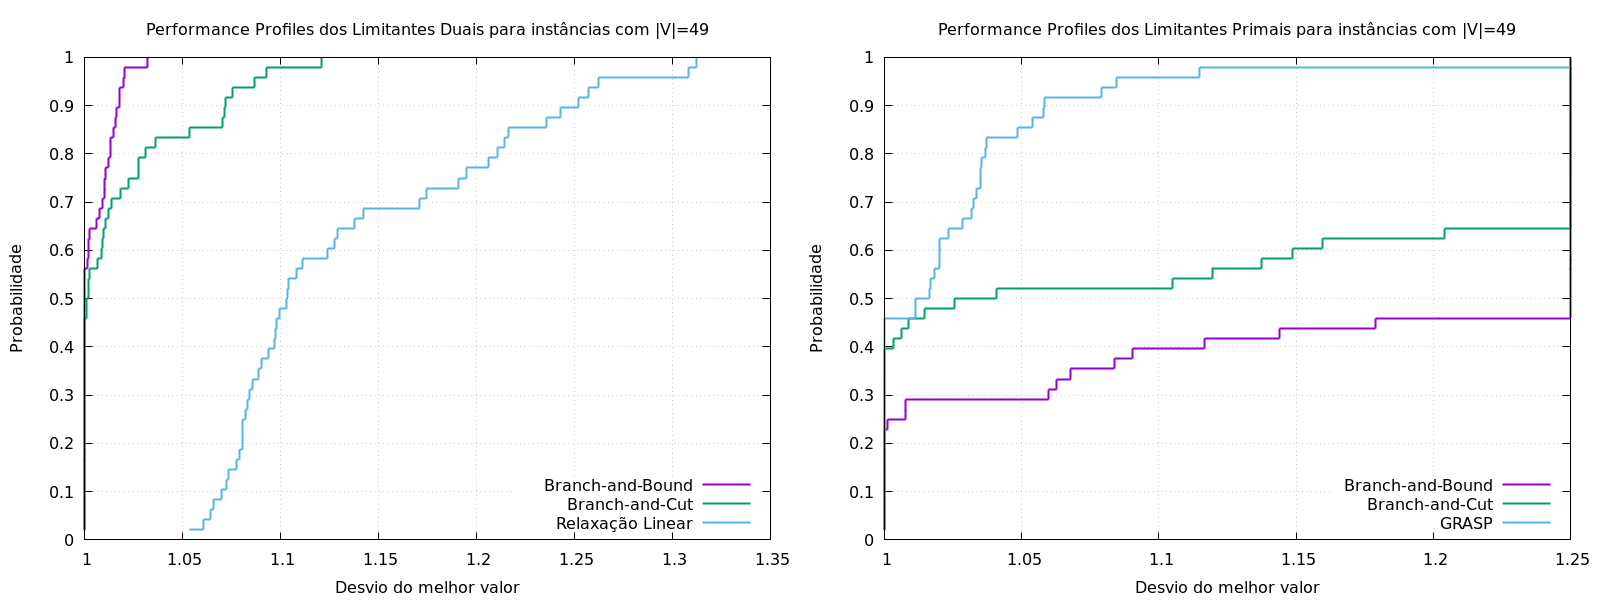 Performance Profiles dos Limitantes Duais para instâncias com |V|=49
1
0.9
0.8
0.7
0.6
0.5
0.4
0.3
0.2
0.1
0
Probabilidade
Branch-and-Bound
Branch-and-Cut
Relaxação Linear
1 1.05 1.1 1.15 1.2 1.25 1.3 1.35
Desvio do melhor valor
Performance Profiles dos Limitantes Primais para instâncias com |V|=49
1
0.9
0.8
0.7
0.6
0.5
0.4
0.3
0.2
0.1
0
Probabilidade
Branch-and-Bound
Branch-and-Cut
GRASP
1 1.05 1.1 1.15 1.2 1.25
Desvio do melhor valor